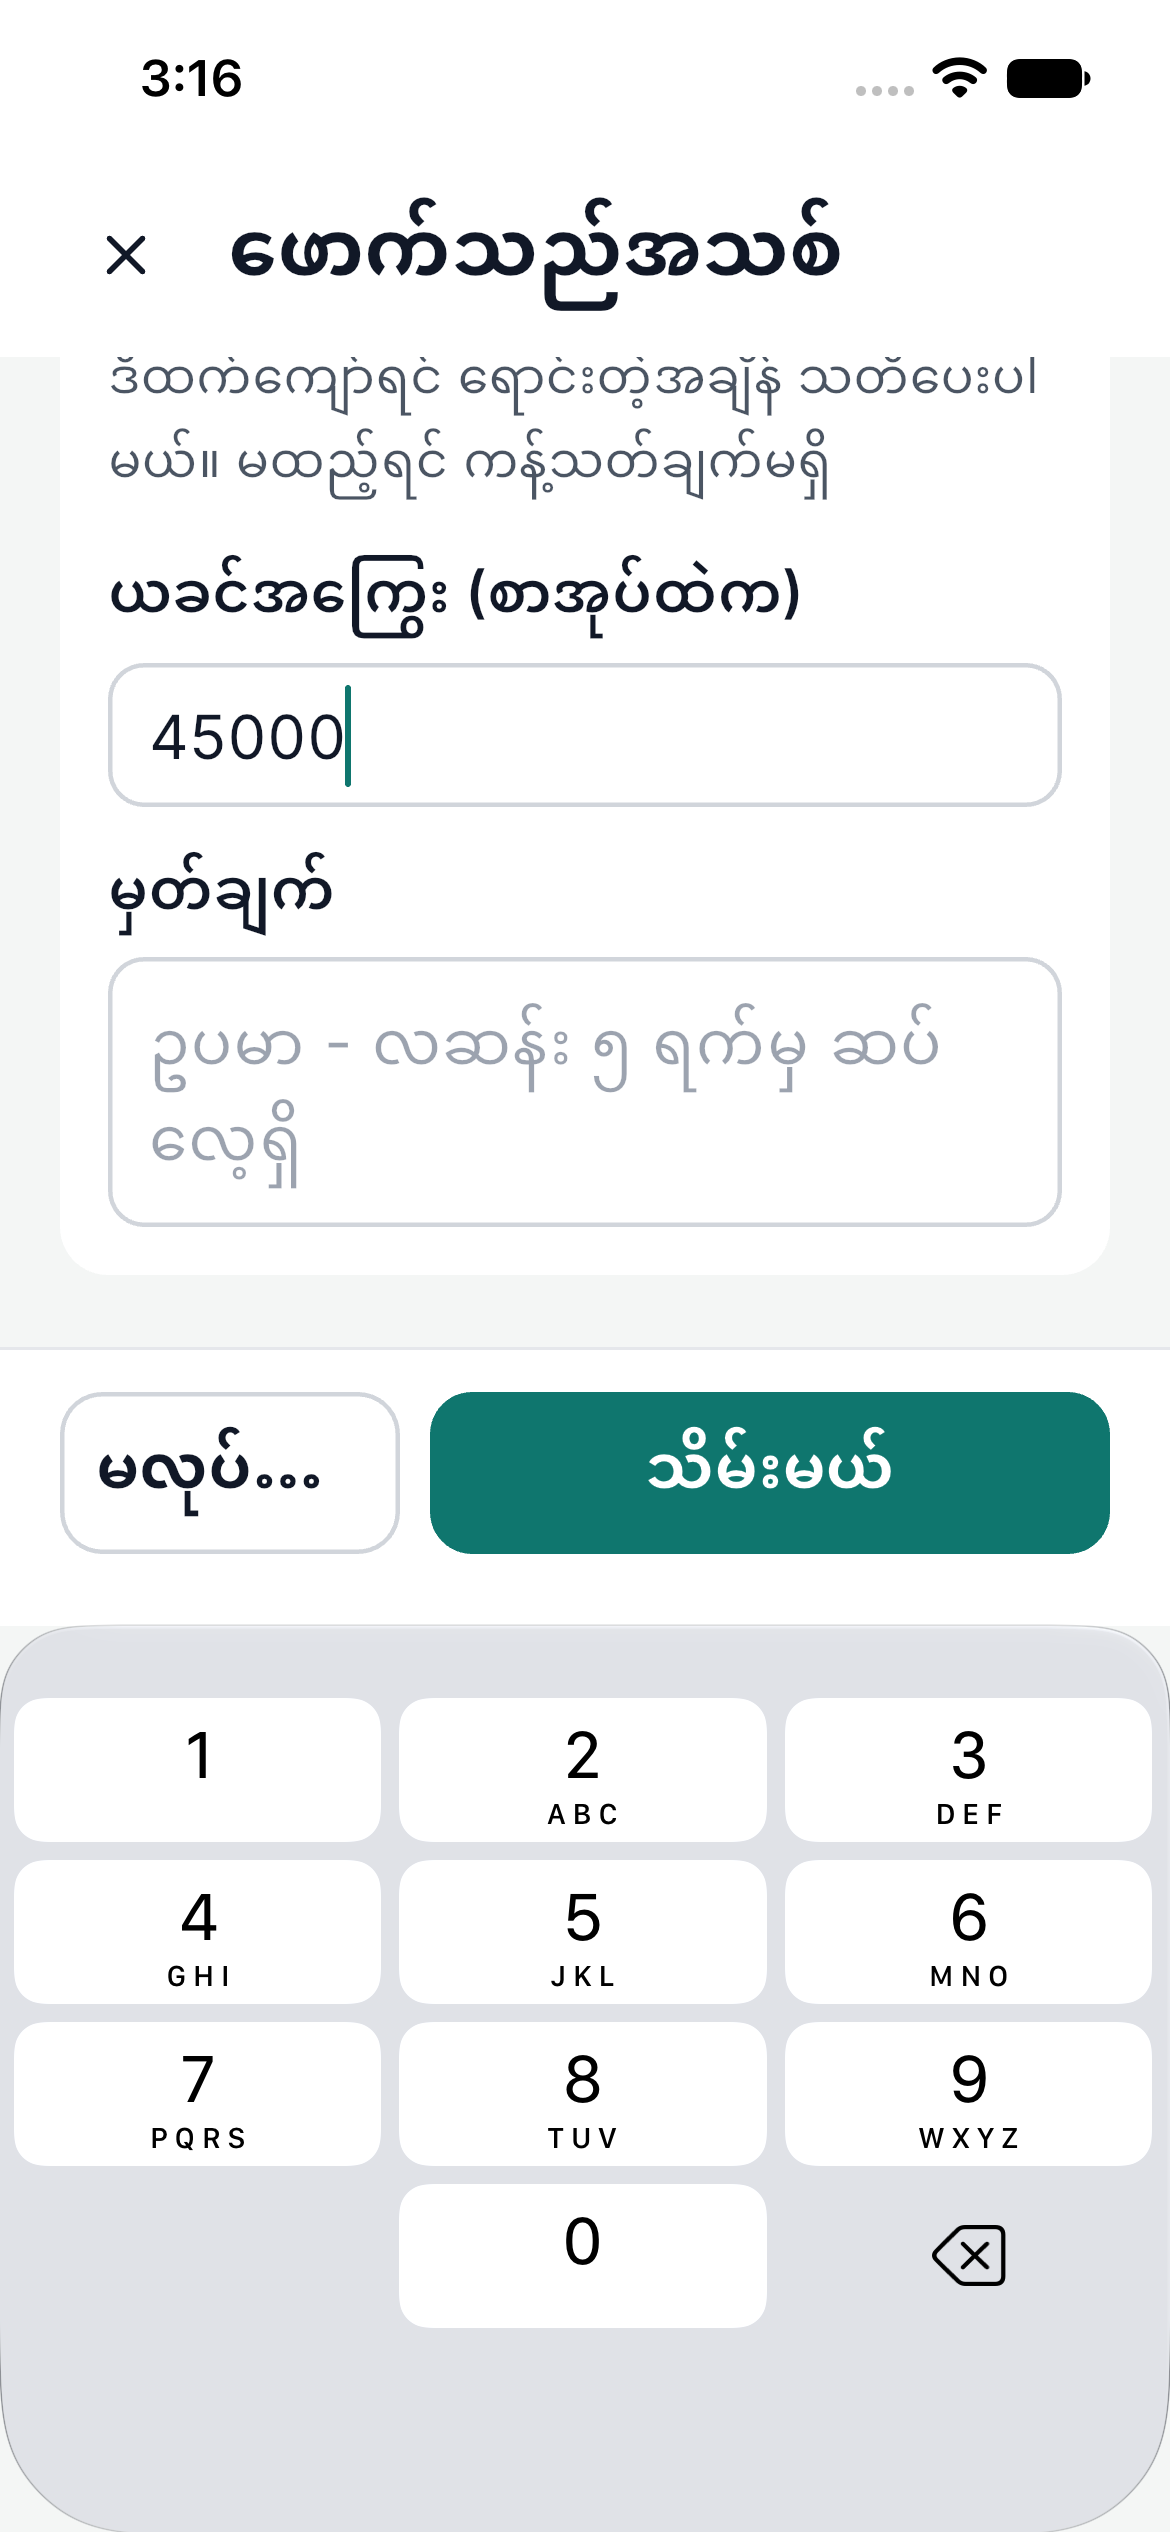 3:16
ဖောက်သည်အသစ်
ဒီထက်ကျော်ရင် ရောင်းတဲ့အချိန် သတိပေးပါ
မယ်။ မထည့်ရင် ကန့်သတ်ချက်မရှိ
ယခင်အကြွေး (စာအုပ်ထဲက)
45000
မှတ်ချက်
ဥပမာ - လဆန်း ၅ ရက်မှ ဆပ်
လေ့ရှိ
မလုပ်...
သိမ်းမယ်
1
2
ABC
3
DEF
4
GHI
5
JKL
6
MNO
7
PQRS
8
TUV
9
WXYZ
0